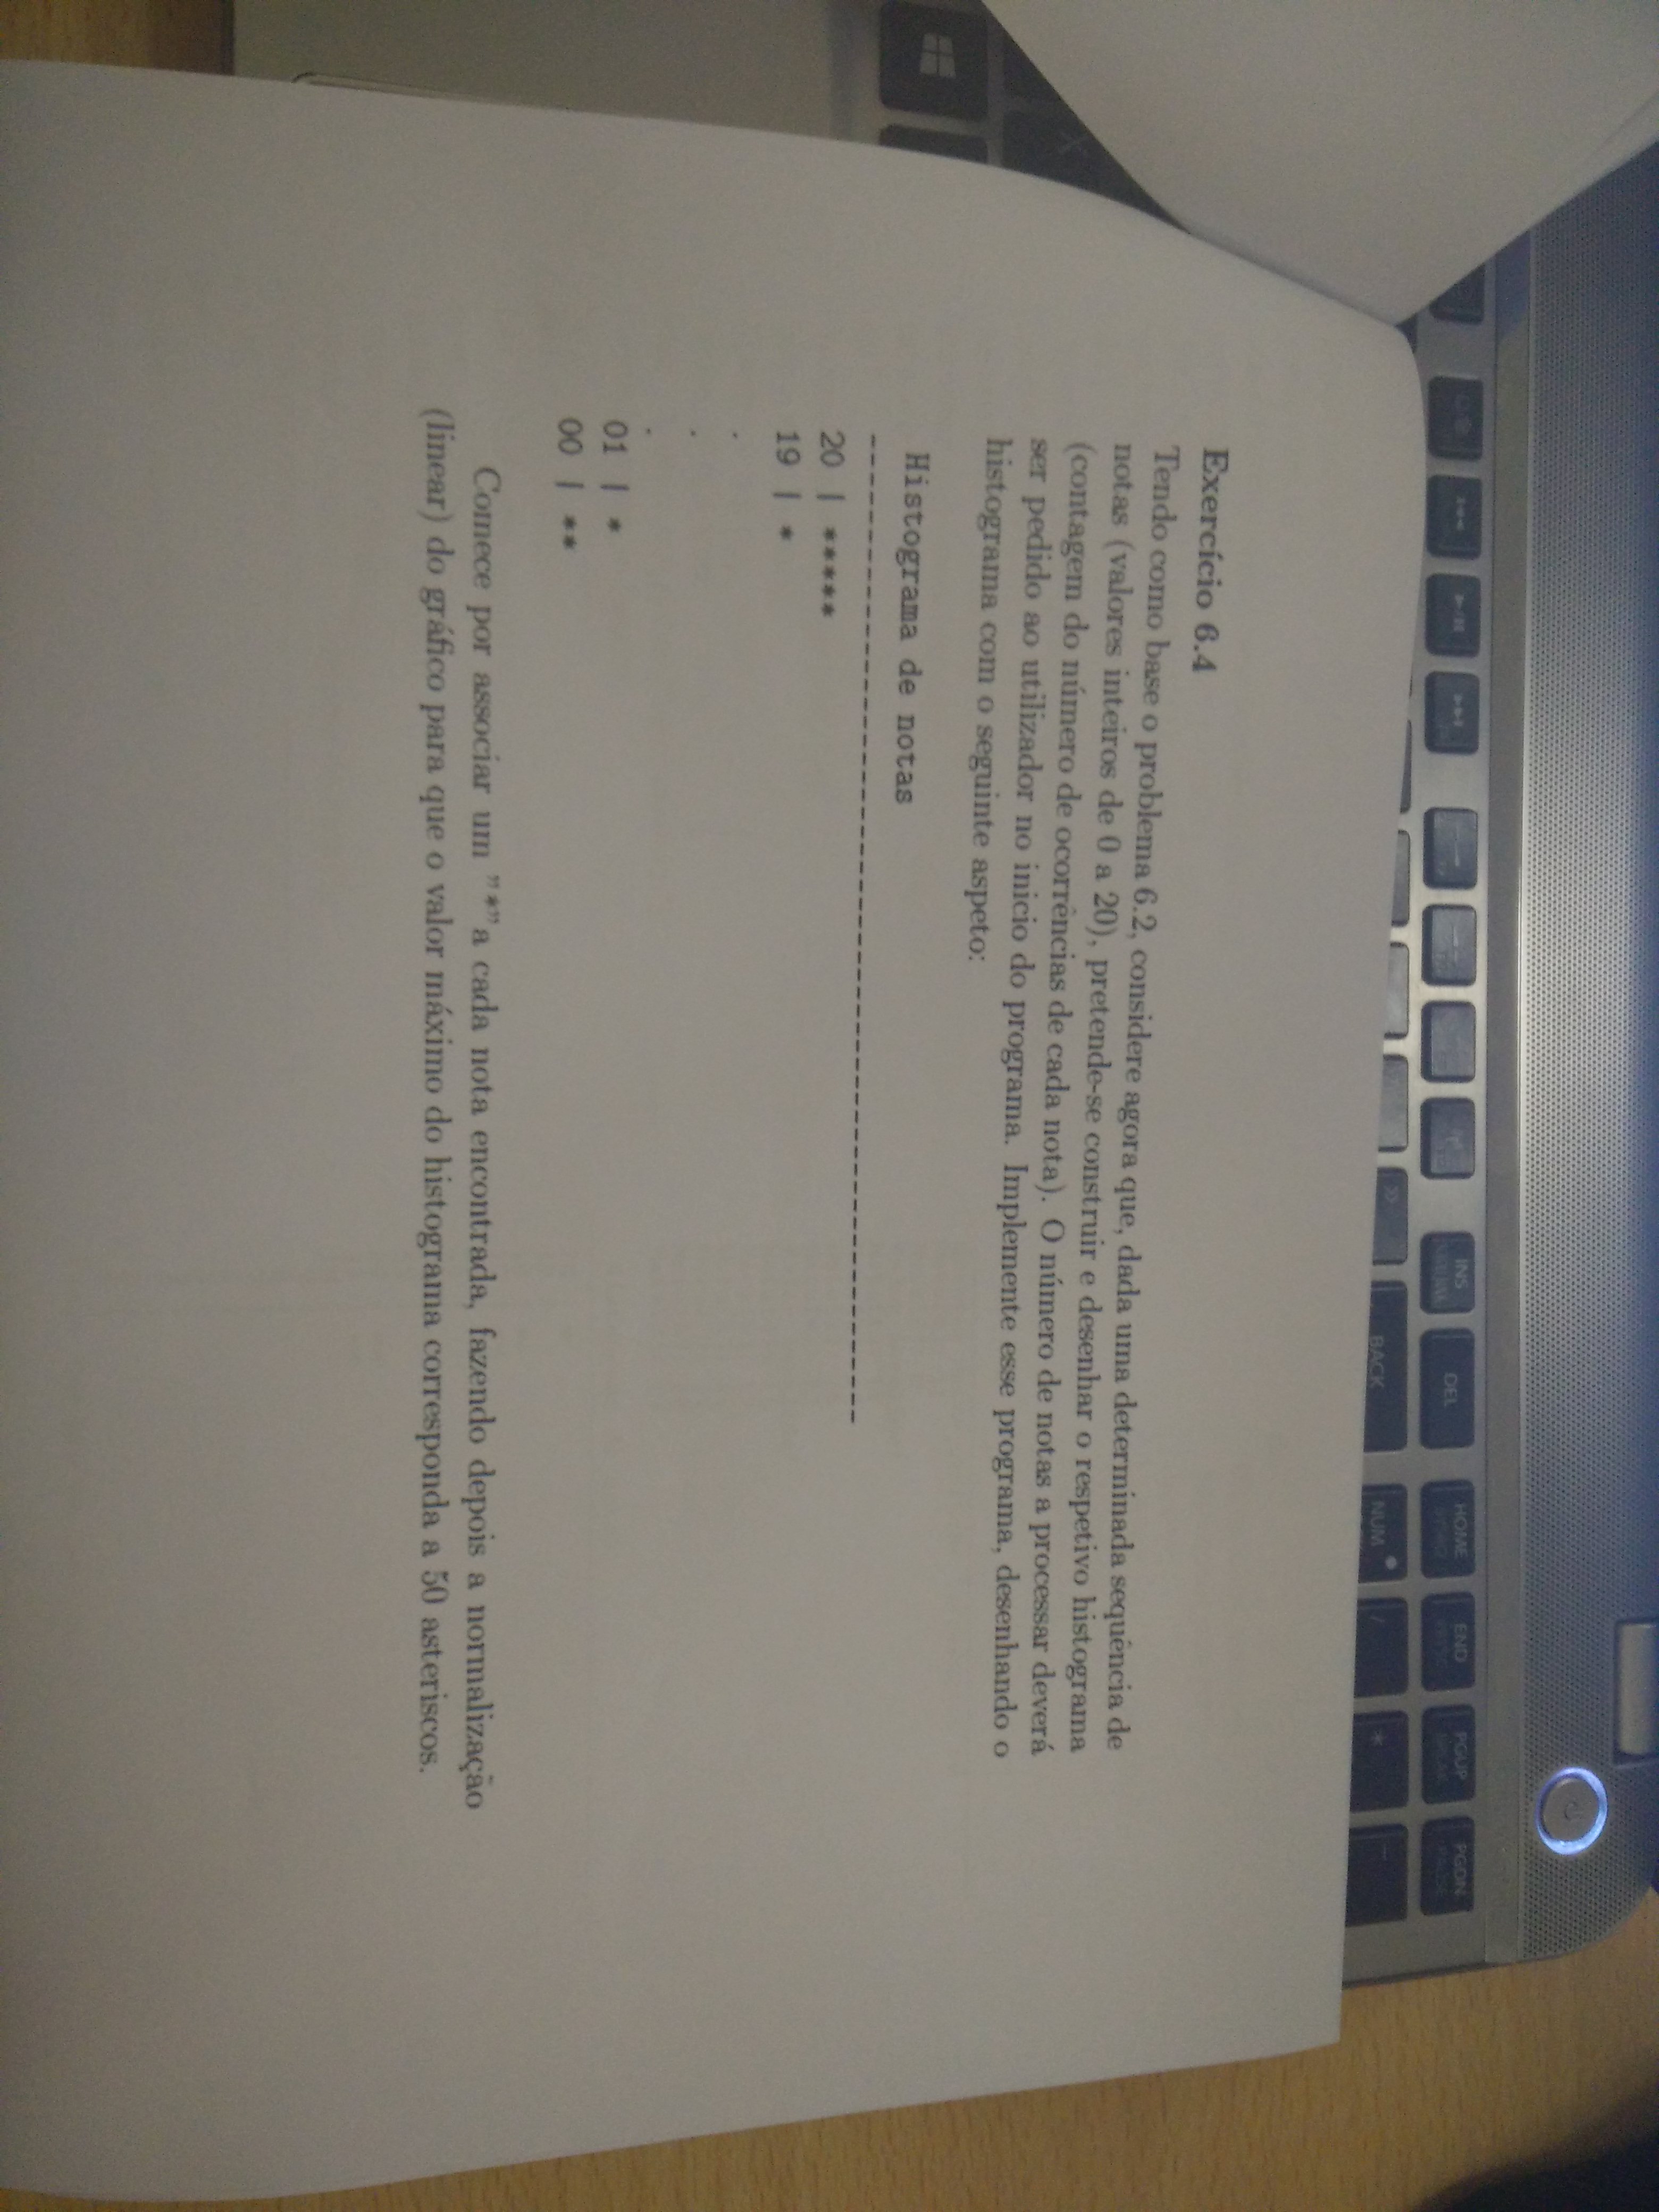 Exercício 6.4
Tendo como base o problema 6.2, considere agora que, dada uma determinada sequência de
notas (valores inteiros de 0 a 20), pretende-se construir e desenhar o respetivo histograma
(contagem do número de ocorrências de cada nota). O número de notas a processar deverá
ser pedido ao utilizador no inicio do programa. Implemente esse programa, desenhando o
histograma com o seguinte aspeto:
Histograma de notas
---------------------------------------------------
20 | *****
19 | *
.
.
.
01 | *
00 | **
Comece por associar um "*" a cada nota encontrada, fazendo depois a normalização
(linear) do gráfico para que o valor máximo do histograma corresponda a 50 asteriscos.
INS
DEL
HOME
END
PGUP
PGDN
BACK
NUM
/
*